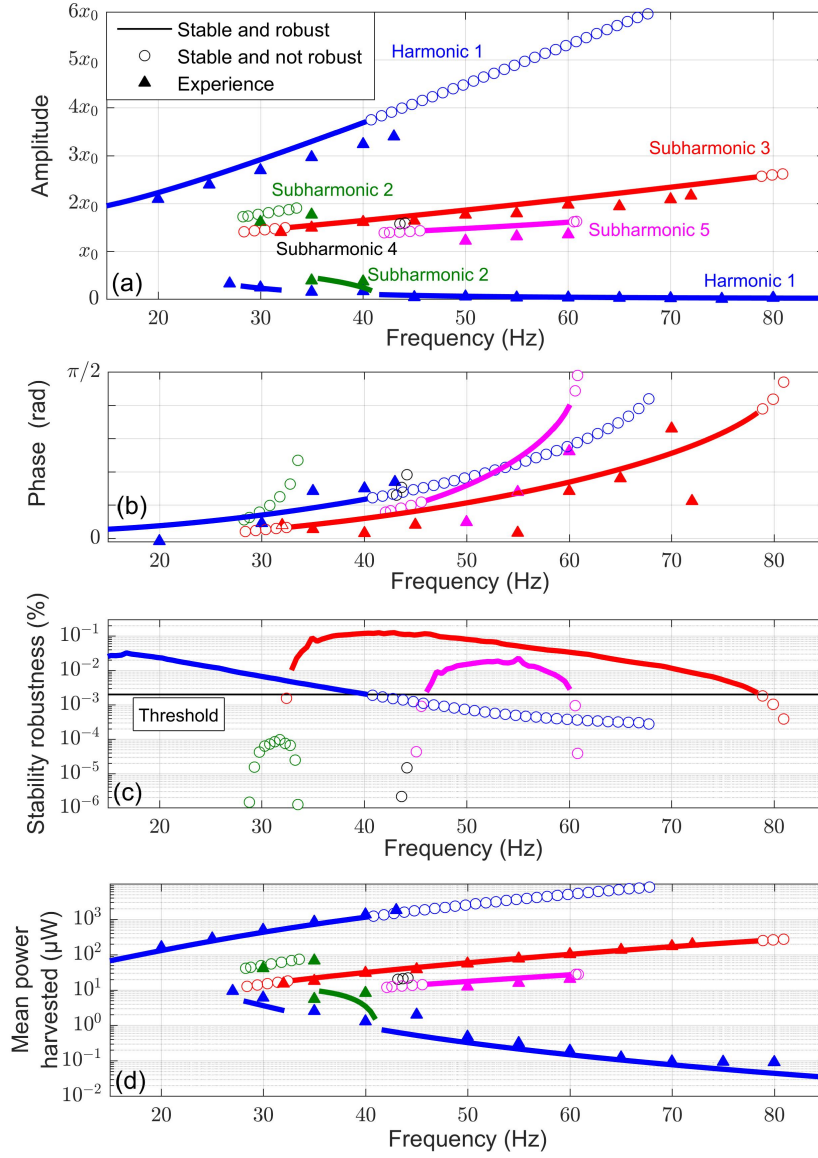 6x₀
5x₀
4x₀
3x₀
2x₀
x₀
0
Amplitude
Stable and robust
Stable and not robust
Experience
Harmonic 1
Subharmonic 3
Subharmonic 2
Subharmonic 5
Subharmonic 4
Subharmonic 2
Harmonic 1
(a)
20 30 40 50 60 70 80
Frequency (Hz)
π/2
0
Phase (rad)
(b)
20 30 40 50 60 70 80
Frequency (Hz)
10⁻¹
10⁻²
10⁻³
10⁻⁴
10⁻⁵
10⁻⁶
Stability robustness (%)
Threshold
(c)
20 30 40 50 60 70 80
Frequency (Hz)
10³
10²
10¹
10⁰
10⁻¹
10⁻²
Mean power
harvested (µW)
(d)
20 30 40 50 60 70 80
Frequency (Hz)